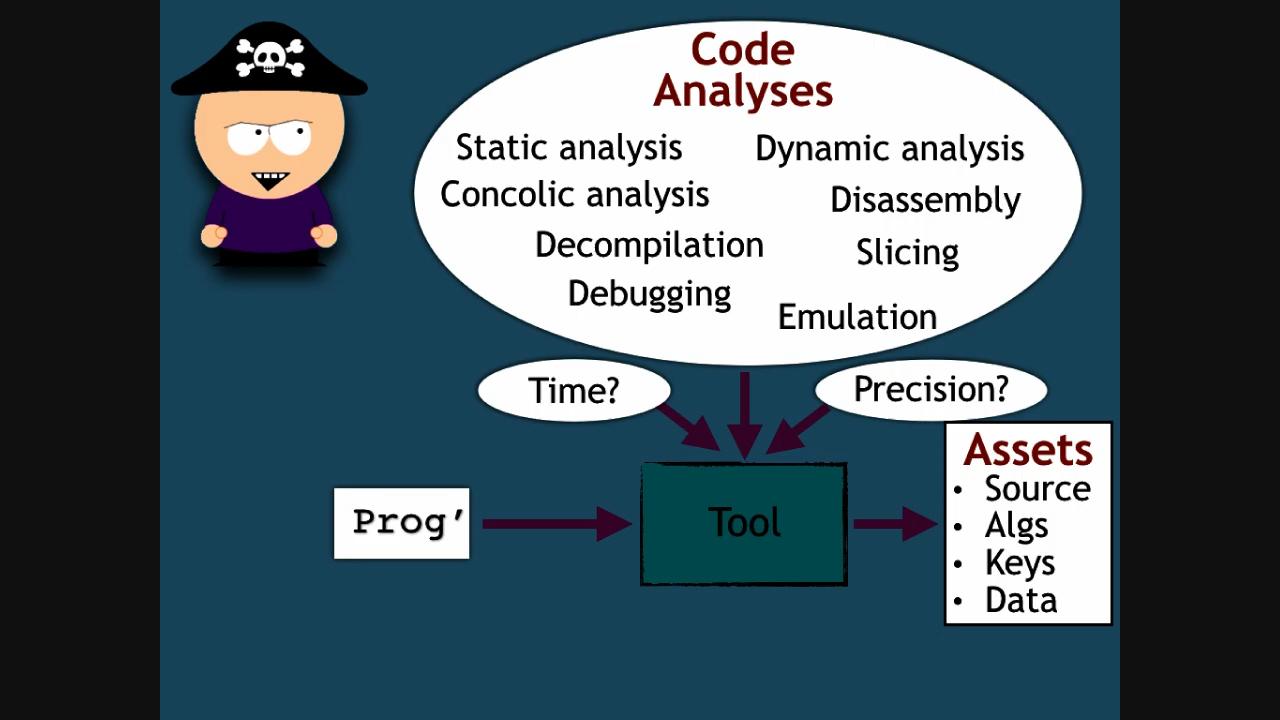 Code
Analyses
Static analysis
Dynamic analysis
Concolic analysis
Disassembly
Decompilation
Slicing
Debugging
Emulation
Time?
Precision?
Prog’
Tool
Assets
• Source
• Algs
• Keys
• Data